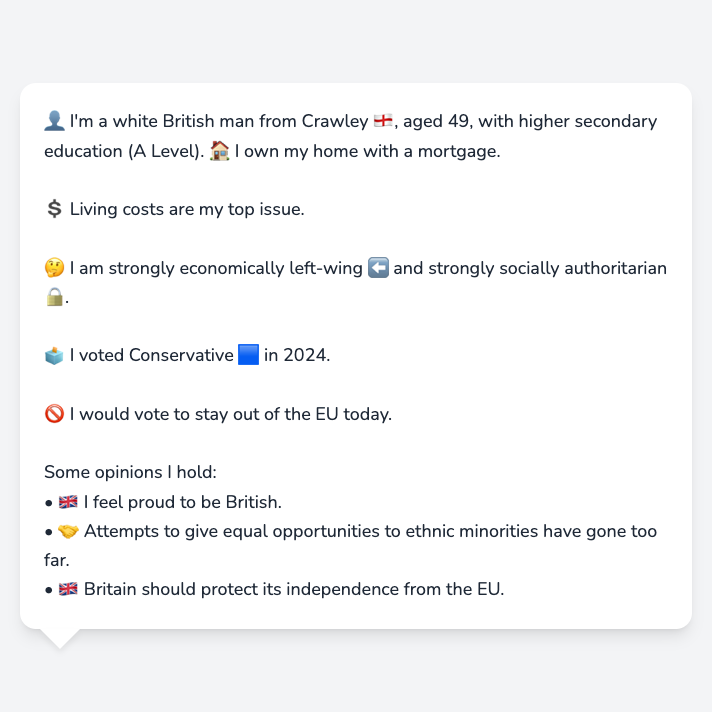 👤 I'm a white British man from Crawley 🏴󠁧󠁢󠁥󠁮󠁧󠁿, aged 49, with higher secondary
education (A Level). 🏠 I own my home with a mortgage.
💲 Living costs are my top issue.
🤔 I am strongly economically left-wing ⬅️ and strongly socially authoritarian
🔒.
🗳️ I voted Conservative 🟦 in 2024.
🚫 I would vote to stay out of the EU today.
Some opinions I hold:
• 🇬🇧 I feel proud to be British.
• 🤝 Attempts to give equal opportunities to ethnic minorities have gone too
far.
• 🇬🇧 Britain should protect its independence from the EU.